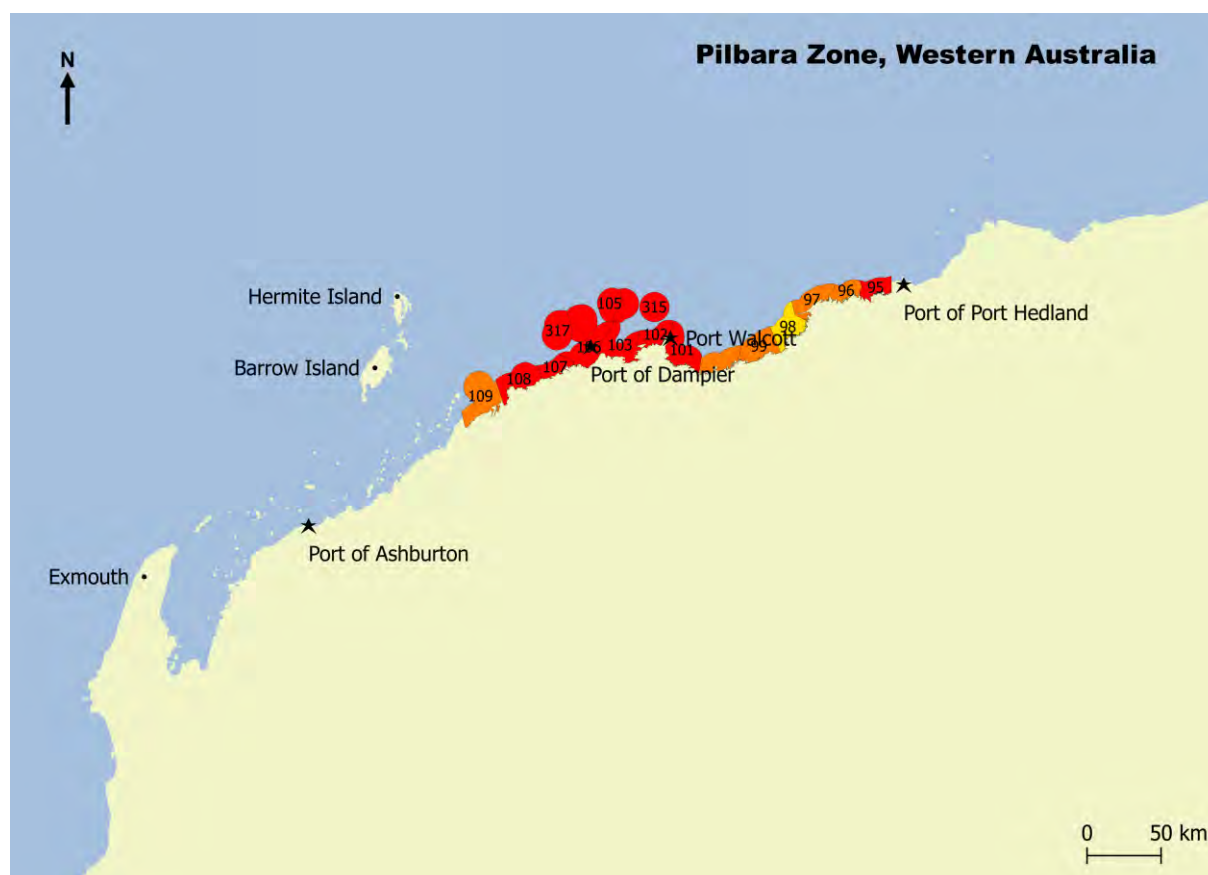 Pilbara Zone, Western Australia
N
Hermite Island
105
315
97
96
95
Port of Port Hedland
317
98
102
Port Walcott
103
99
101
Barrow Island
107
Port of Dampier
108
109
Port of Ashburton
Exmouth
0 50 km